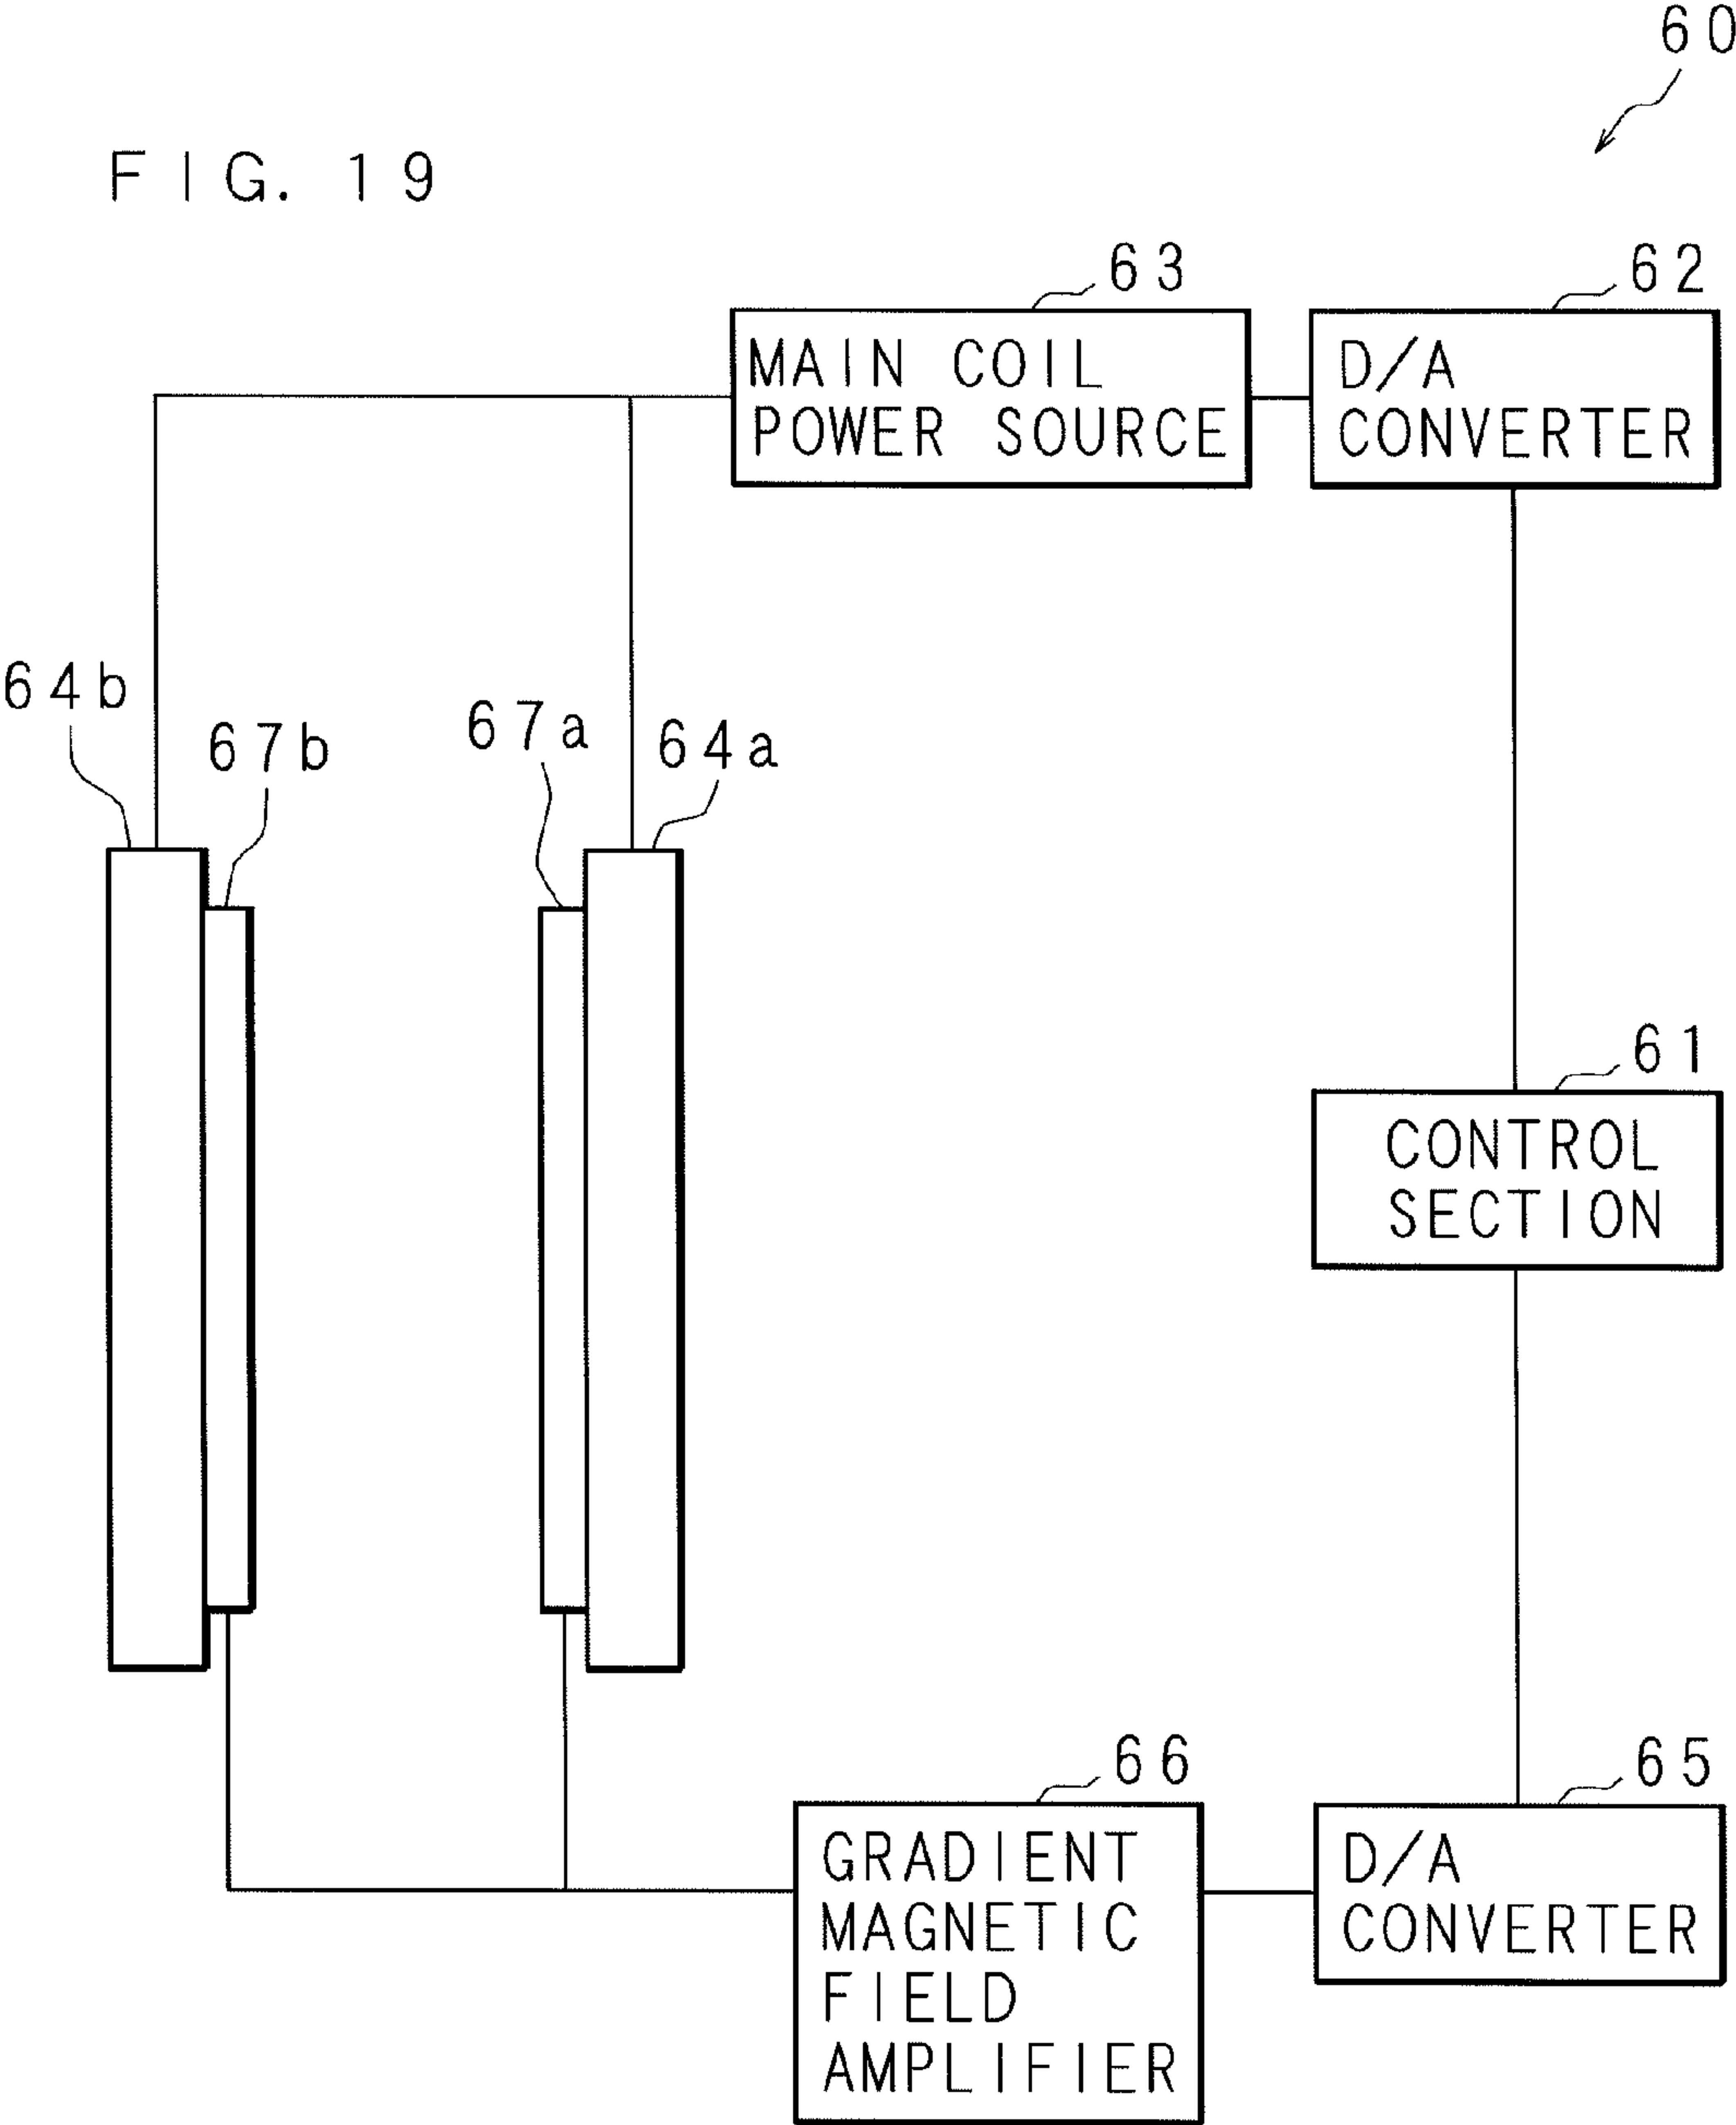 60
FIG. 19
63
62
MAIN COIL
POWER SOURCE
D/A
CONVERTER
64b
67b
67a
64a
61
CONTROL
SECTION
66
65
GRADIENT
MAGNETIC
FIELD
AMPLIFIER
D/A
CONVERTER